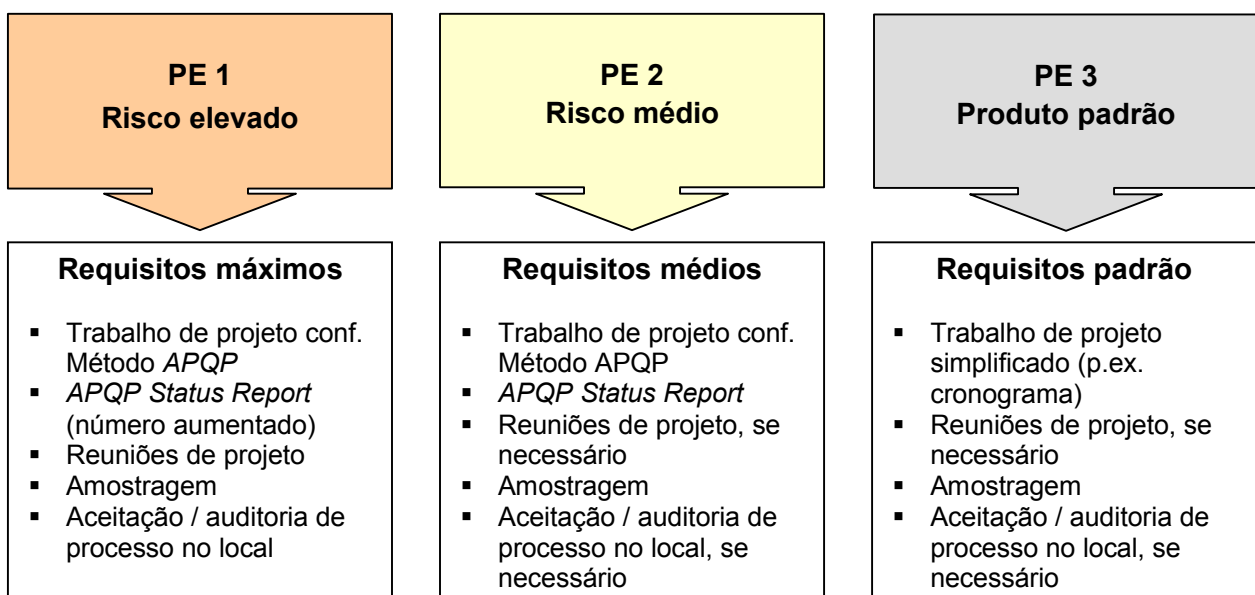 PE 1
Risco elevado
PE 2
Risco médio
PE 3
Produto padrão
Requisitos máximos
▪ Trabalho de projeto conf.
Método APQP
▪ APQP Status Report
(número aumentado)
▪ Reuniões de projeto
▪ Amostragem
▪ Aceitação / auditoria de
processo no local
Requisitos médios
▪ Trabalho de projeto conf.
Método APQP
▪ APQP Status Report
▪ Reuniões de projeto, se
necessário
▪ Amostragem
▪ Aceitação / auditoria de
processo no local, se
necessário
Requisitos padrão
▪ Trabalho de projeto
simplificado (p.ex.
cronograma)
▪ Reuniões de projeto, se
necessário
▪ Amostragem
▪ Aceitação / auditoria de
processo no local, se
necessário